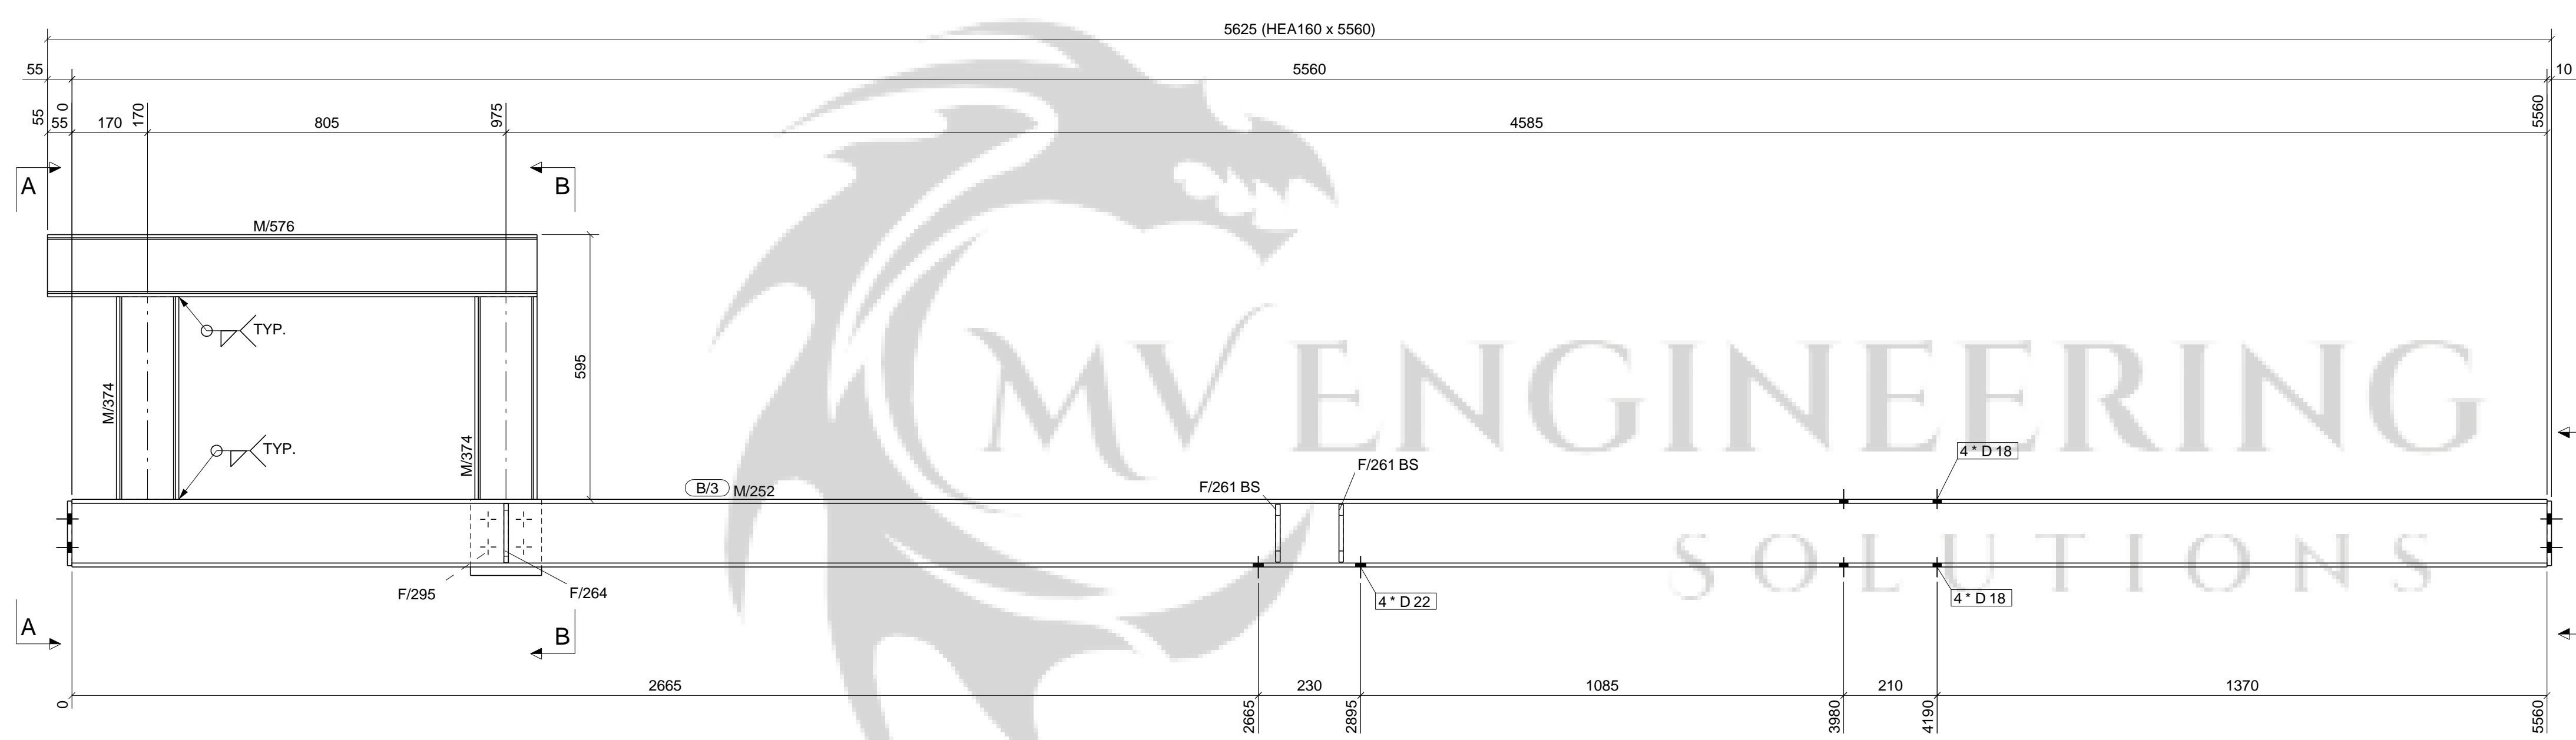 5625 (HEA160 x 5560)
55
5560
10
55
55
0
170
170
805
975
4585
5560
A
B
M/576
TYP.
595
M/374
TYP.
M/374
MV ENGINEERING
SOLUTIONS
4 * D 18
F/261 BS
B/3 M/252
F/261 BS
F/295
F/264
4 * D 22
4 * D 18
A
B
2665
230
1085
210
1370
0
2665
2895
3980
4190
5560